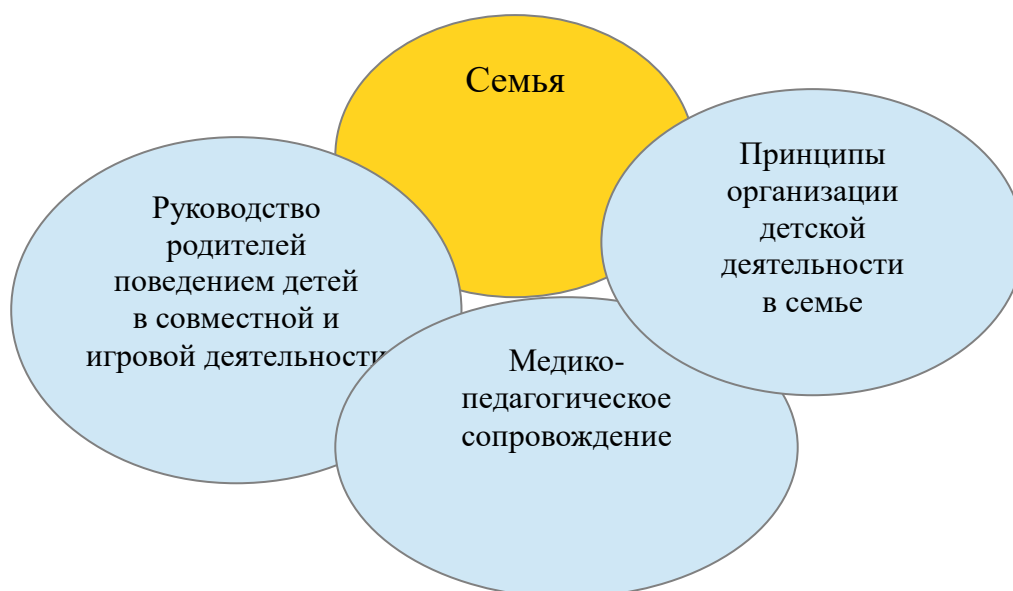 Семья
Руководство
родителей
поведением детей
в совместной и
игровой деятельности
Принципы
организации
детской
деятельности
в семье
Медико-
педагогическое
сопровождение